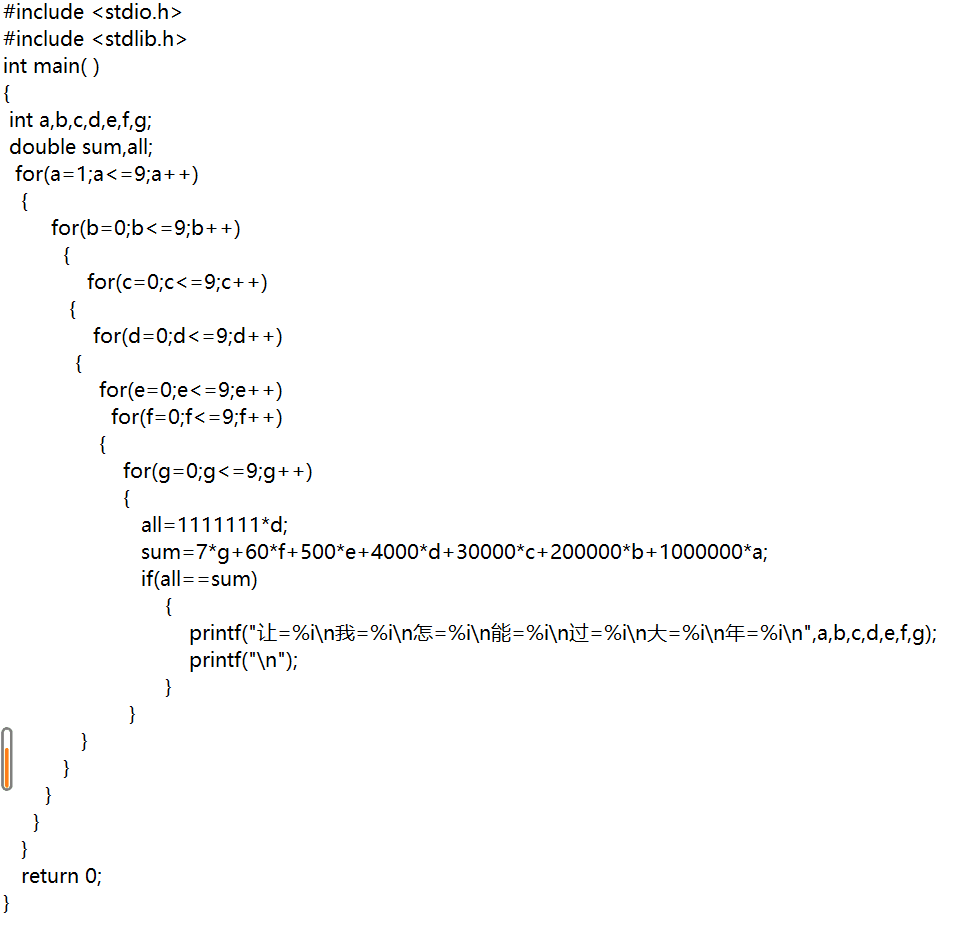 #include <stdio.h>
#include <stdlib.h>
int main( )
{
int a,b,c,d,e,f,g;
double sum,all;
for(a=1;a<=9;a++)
{
for(b=0;b<=9;b++)
{
for(c=0;c<=9;c++)
{
for(d=0;d<=9;d++)
{
for(e=0;e<=9;e++)
for(f=0;f<=9;f++)
{
for(g=0;g<=9;g++)
{
all=1111111*d;
sum=7*g+60*f+500*e+4000*d+30000*c+200000*b+1000000*a;
if(all==sum)
{
printf("让=%i\n我=%i\n怎=%i\n能=%i\n过=%i\n大=%i\n年=%i\n",a,b,c,d,e,f,g);
printf("\n");
}
}
}
}
}
}
}
return 0;
}